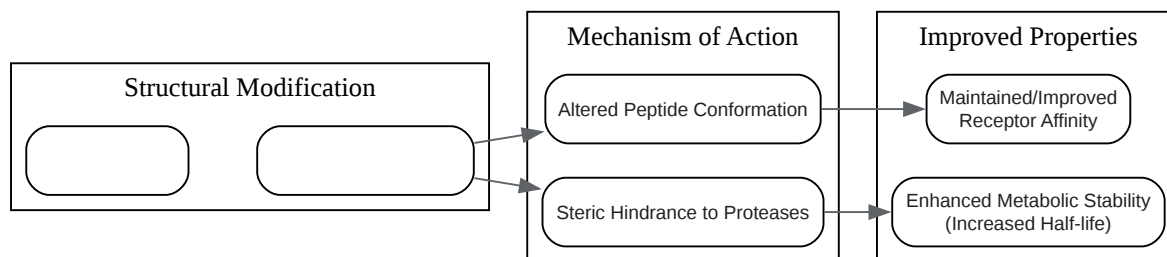 Structural Modification
Mechanism of Action
Altered Peptide Conformation
Steric Hindrance to Proteases
Improved Properties
Maintained/Improved
Receptor Affinity
Enhanced Metabolic Stability
(Increased Half-life)